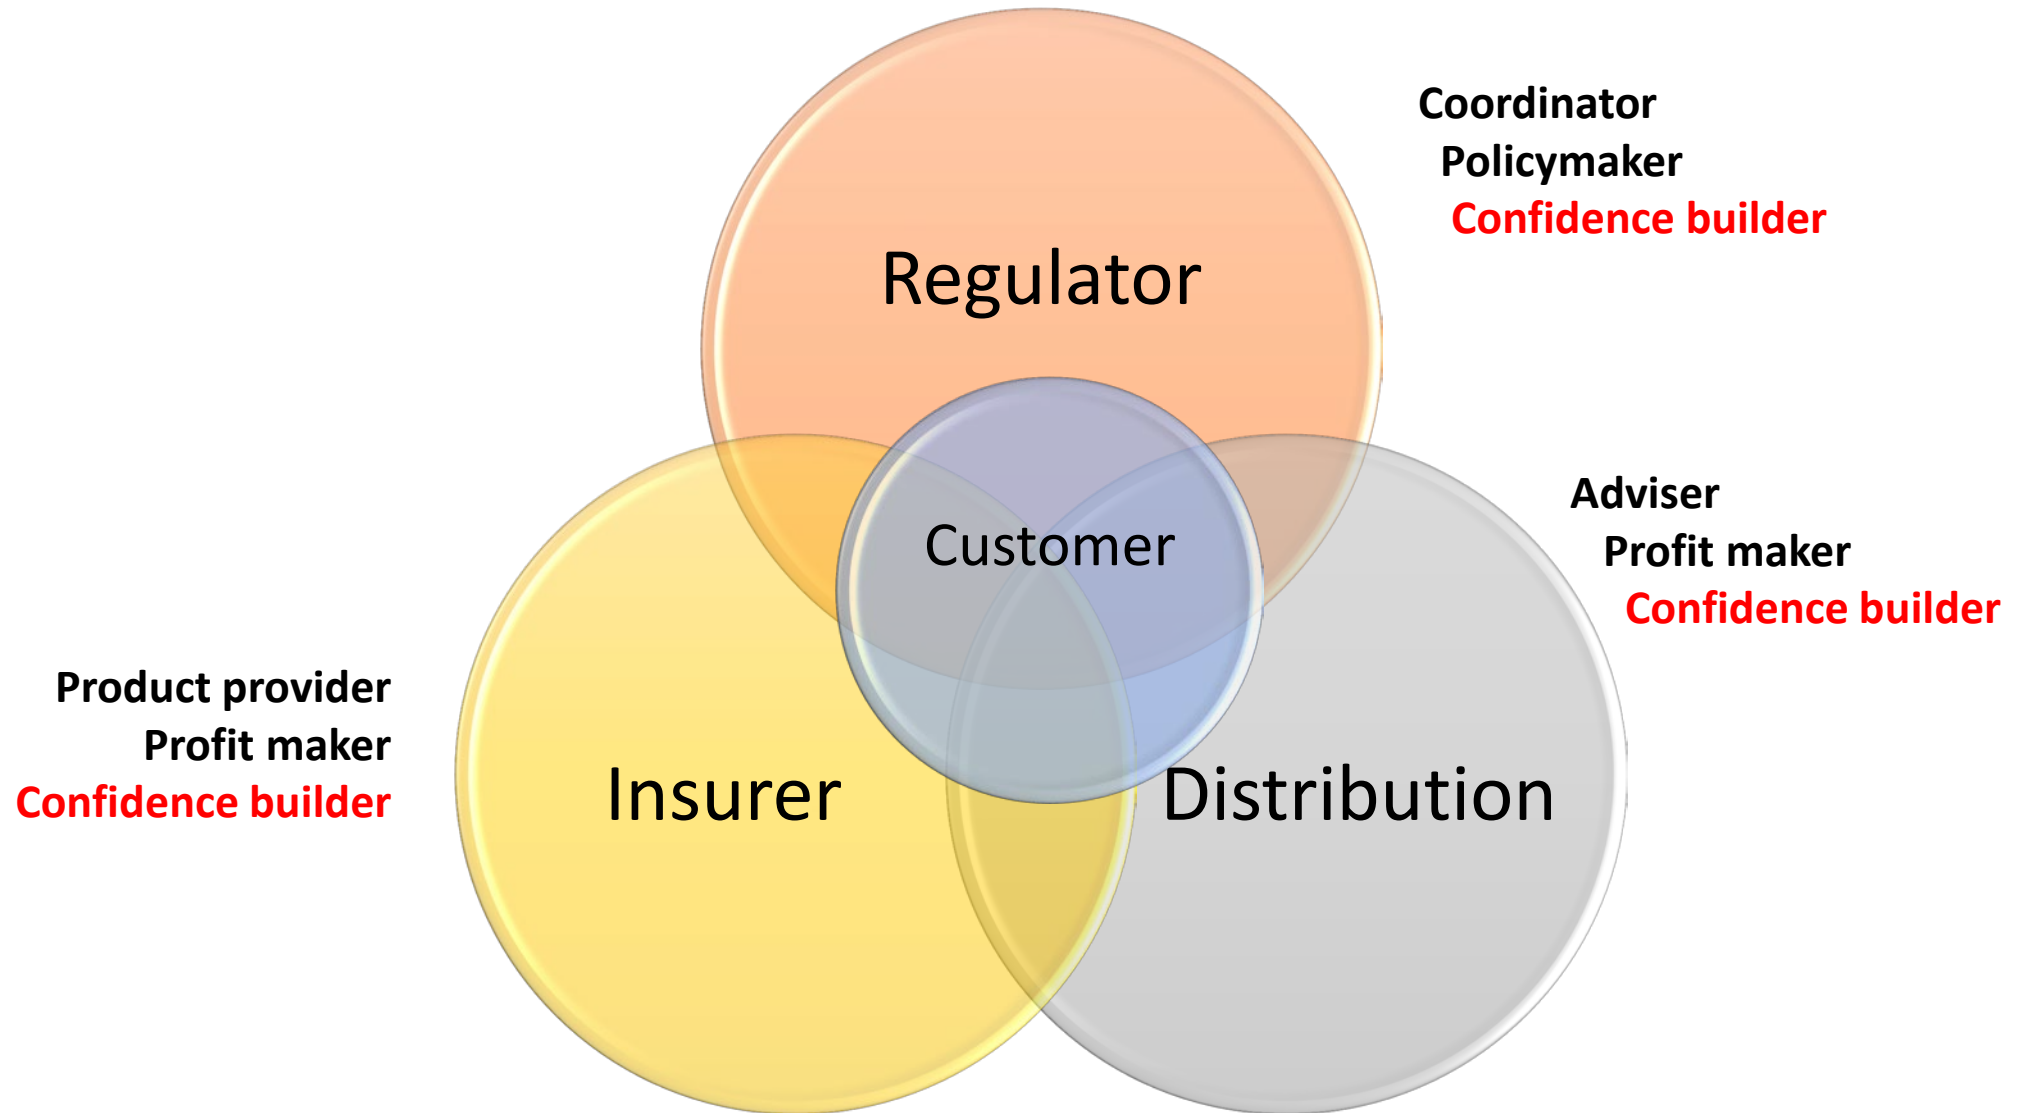 Regulator
Coordinator
Policymaker
Confidence builder
Customer
Adviser
Profit maker
Confidence builder
Product provider
Profit maker
Confidence builder
Insurer
Distribution